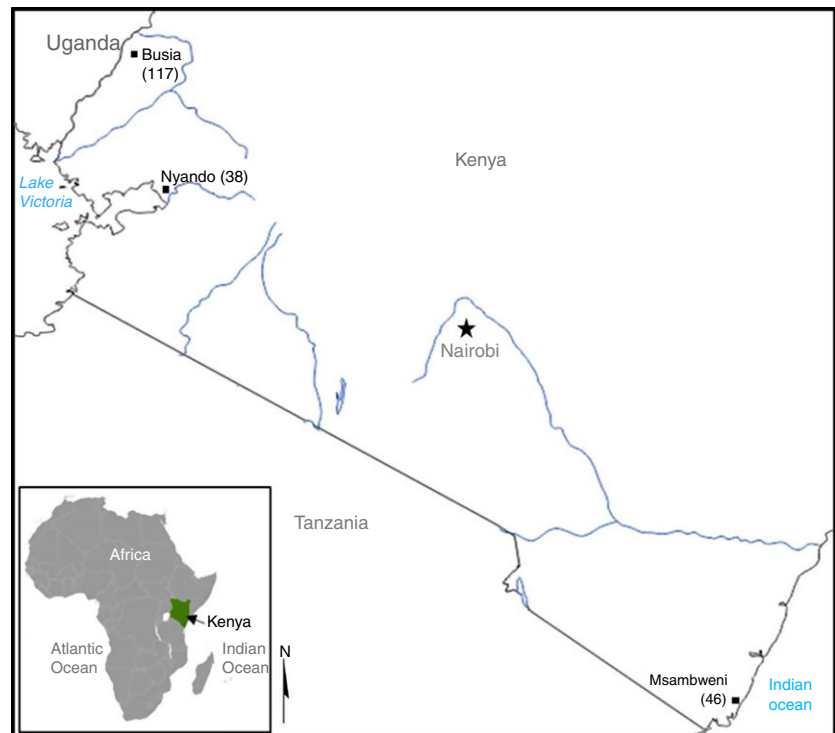 Uganda
Busia
(117)
Kenya
Nyando (38)
Lake
Victoria
Nairobi
Tanzania
Africa
Kenya
Atlantic
Ocean
Indian
Ocean
N
Msambweni
(46)
Indian
ocean